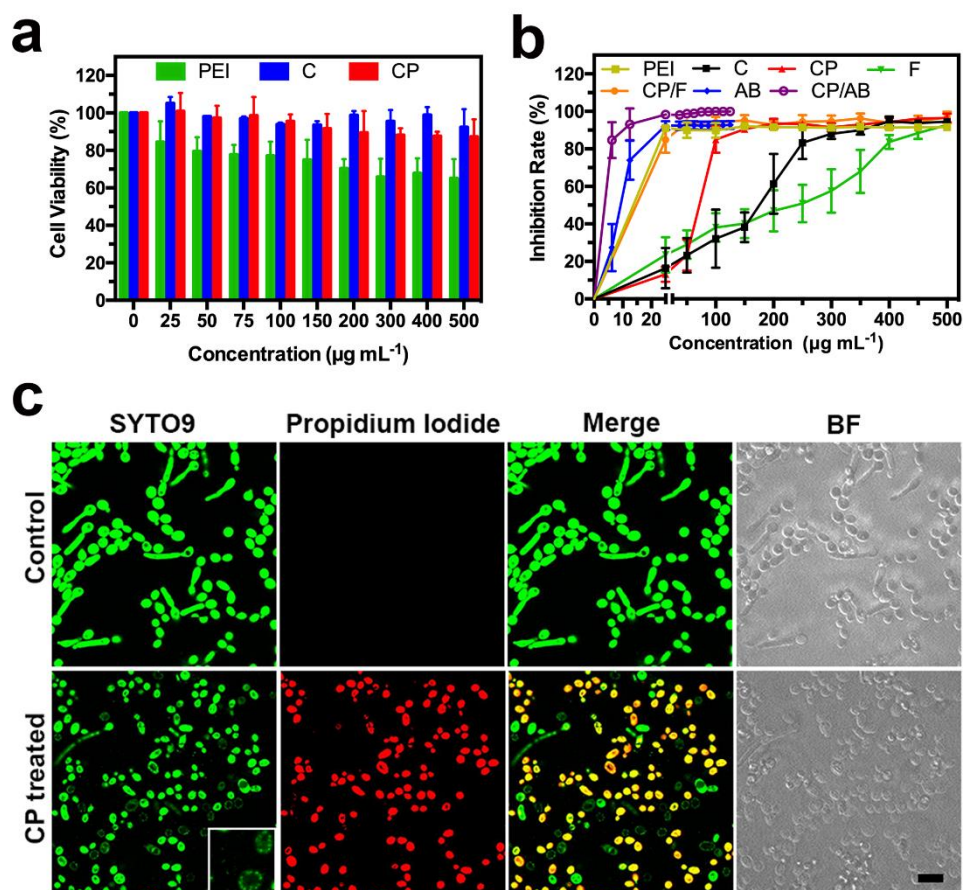 a
PEI C CP
Cell Viability (%)
120
100
80
60
40
20
0
0 25 50 75 100 150 200 300 400 500
Concentration (µg mL⁻¹)
b
PEI C CP F
CP/F AB CP/AB
Inhibition Rate (%)
120
100
80
60
40
20
0
0 10 20 100 200 300 400 500
Concentration (µg mL⁻¹)
c
SYTO9 Propidium Iodide Merge BF
Control
CP treated